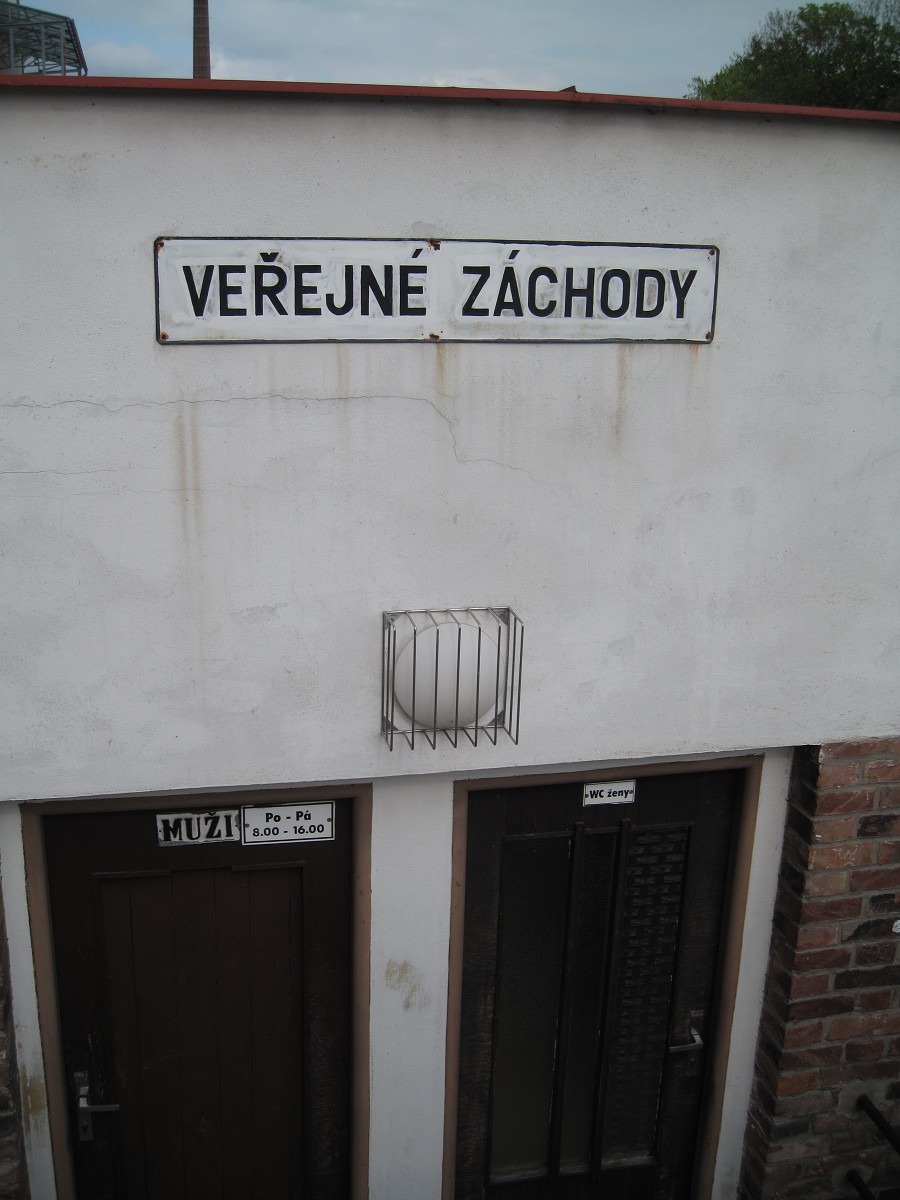 VEŘEJNÉ ZÁCHODY
MUŽI
Po - Pá
8.00 - 16.00
WC ženy